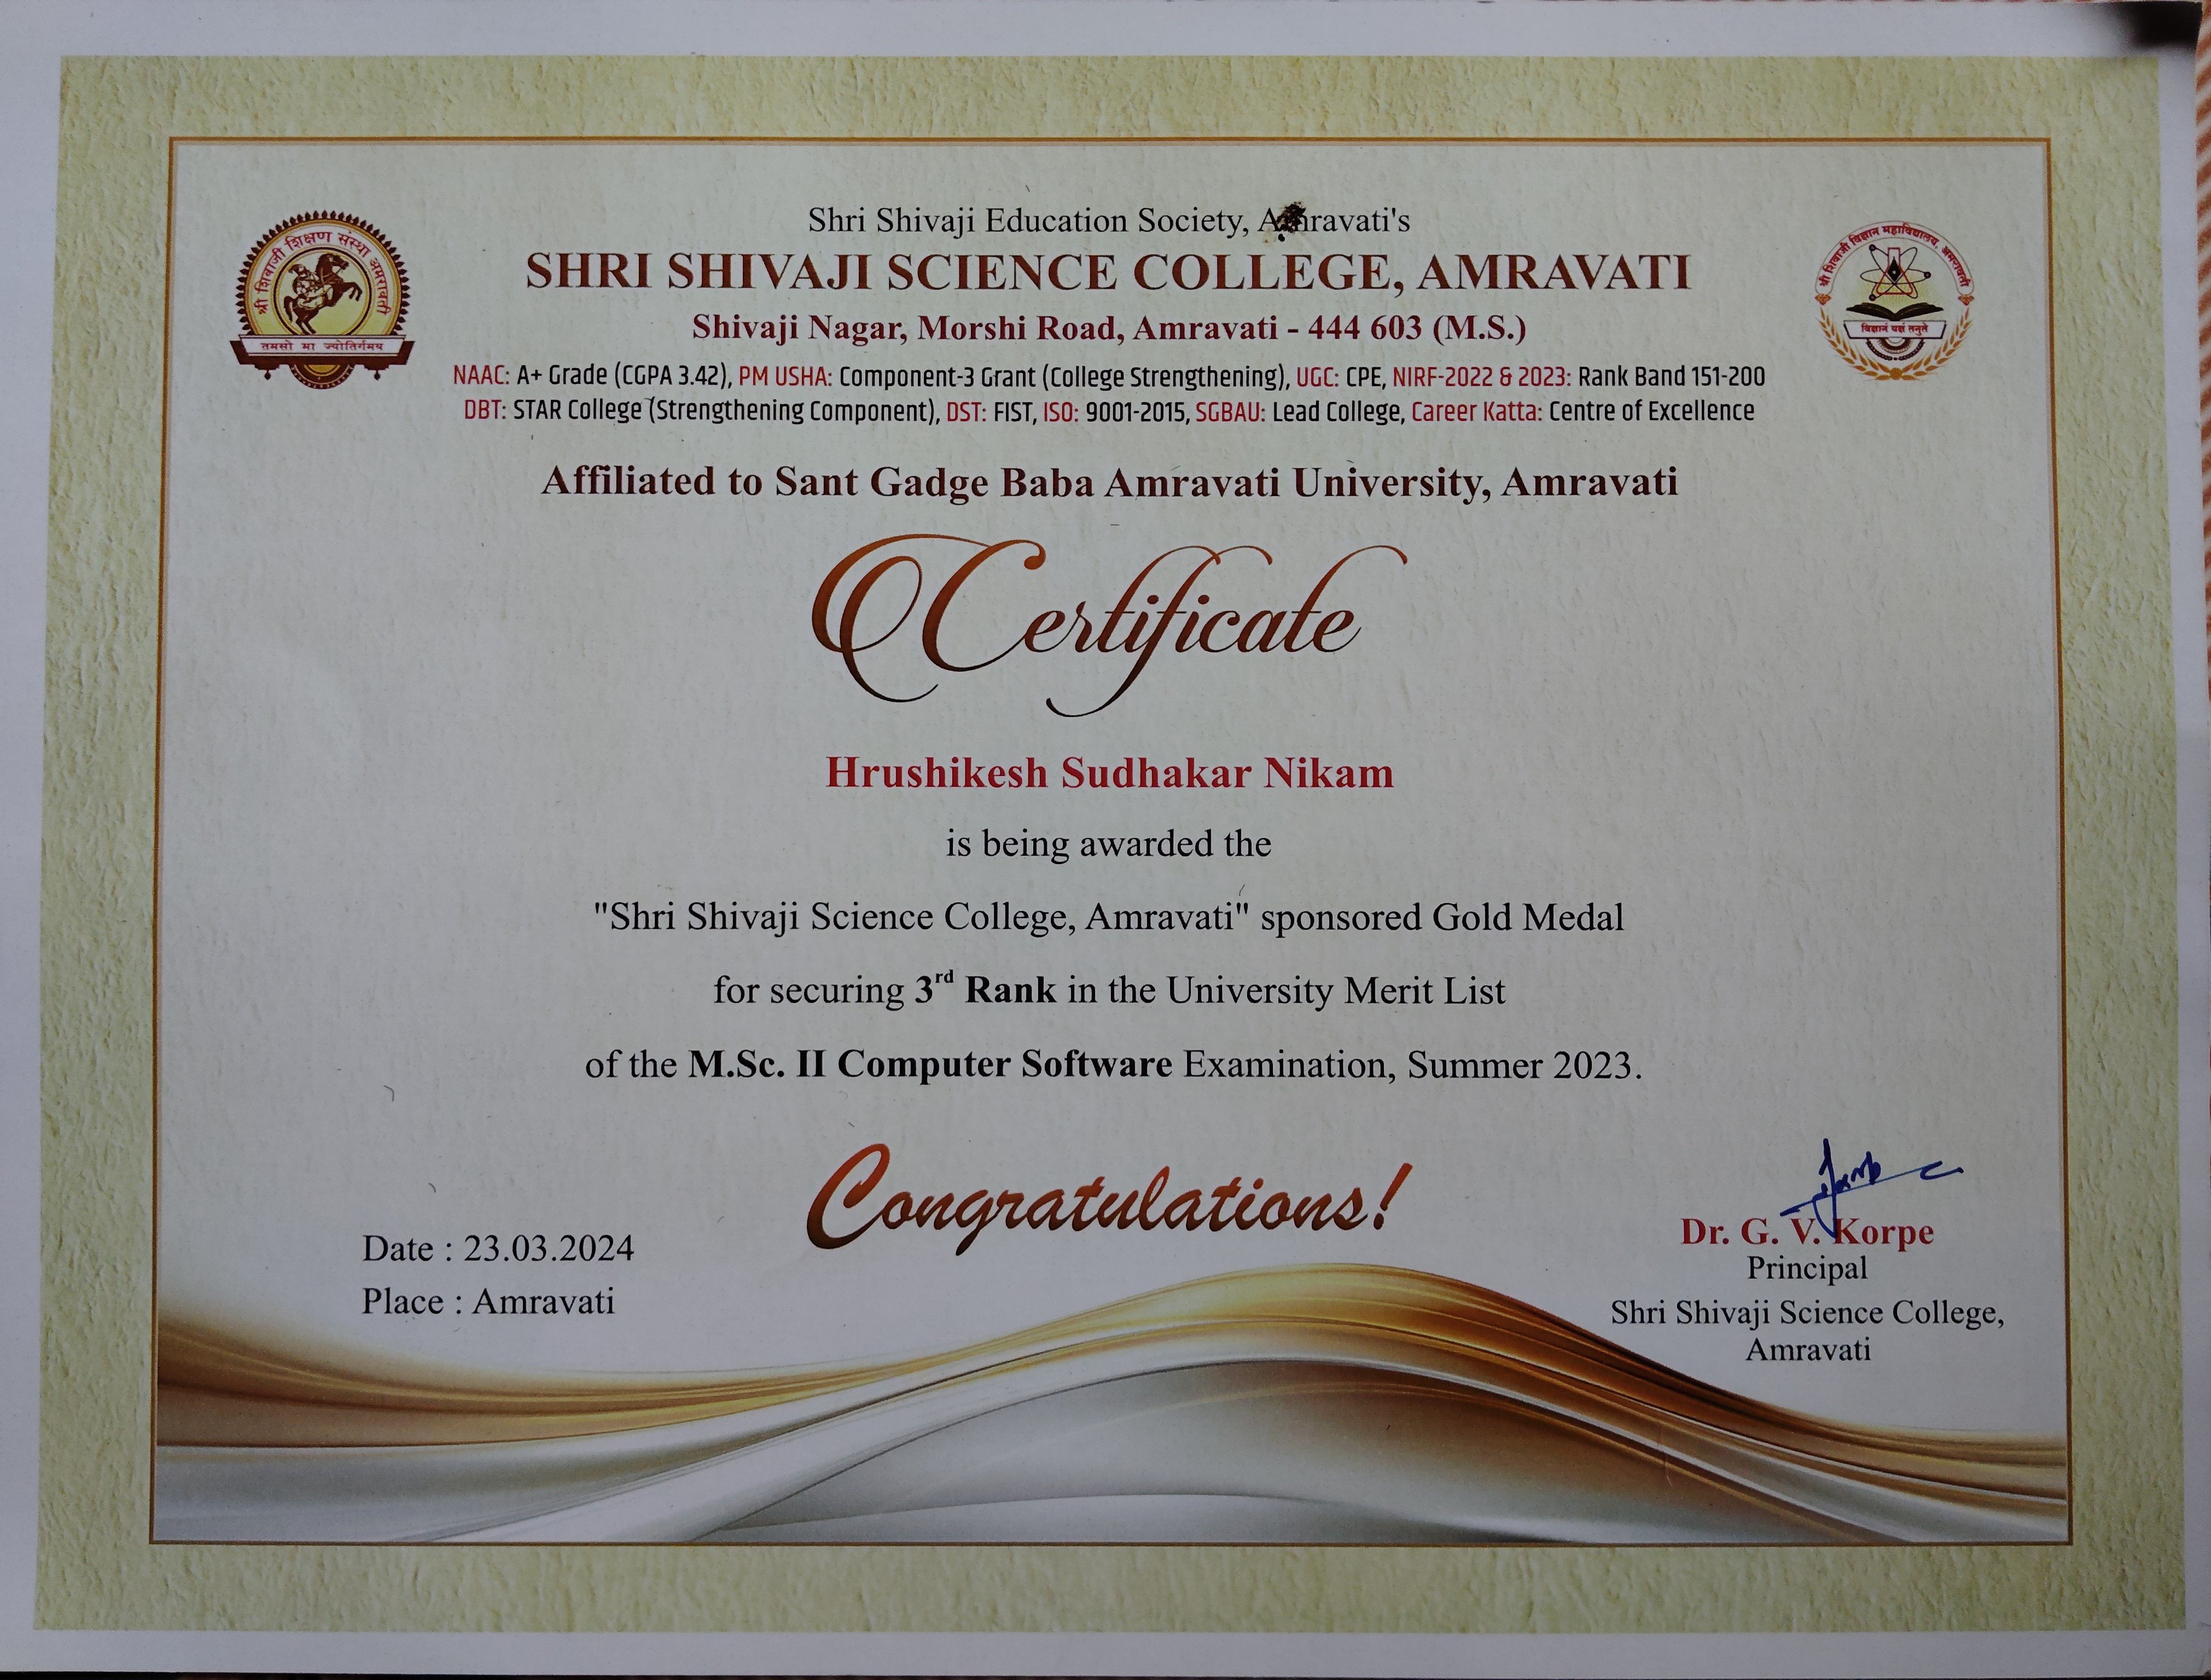 Shri Shivaji Education Society, Amravati's
SHRI SHIVAJI SCIENCE COLLEGE, AMRAVATI
Shivaji Nagar, Morshi Road, Amravati - 444 603 (M.S.)
NAAC: A+ Grade (CGPA 3.42), PM USHA: Component-3 Grant (College Strengthening), UGC: CPE, NIRF-2022 & 2023: Rank Band 151-200
DBT: STAR College (Strengthening Component), DST: FIST, ISO: 9001-2015, SGBAU: Lead College, Career Katta: Centre of Excellence
श्री शिवाजी शिक्षण संस्था अमरावती
तमसो मा ज्योतिर्गमय
श्री शिवाजी विज्ञान महाविद्यालय, अमरावती
विज्ञानं यज्ञं तनुते
Affiliated to Sant Gadge Baba Amravati University, Amravati
Certificate
Hrushikesh Sudhakar Nikam
is being awarded the
"Shri Shivaji Science College, Amravati" sponsored Gold Medal
for securing 3rd Rank in the University Merit List
of the M.Sc. II Computer Software Examination, Summer 2023.
Congratulations!
Date : 23.03.2024
Place : Amravati
Dr. G. V. Korpe
Principal
Shri Shivaji Science College,
Amravati